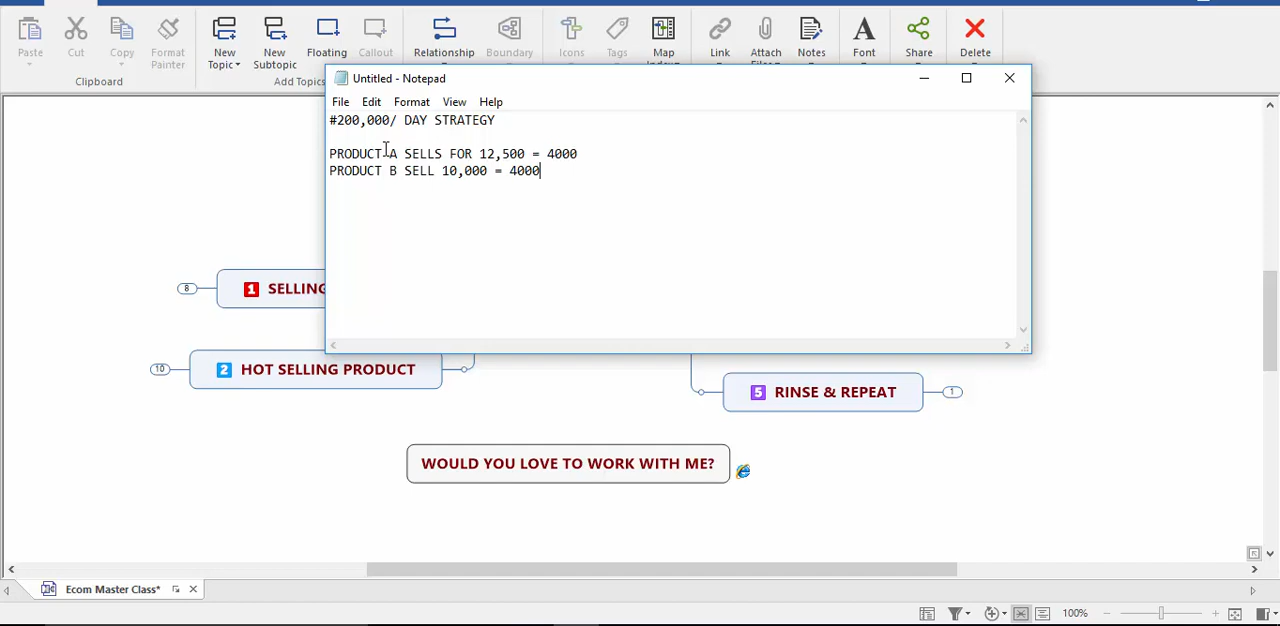 Paste
Cut
Copy
Format
Painter
Clipboard
New
Topic
New
Subtopic
Floating
Callout
Add Topics
Relationship
Boundary
Icons
Tags
Map
Link
Attach
Notes
Font
Share
Delete
Untitled - Notepad
File Edit Format View Help
#200,000/ DAY STRATEGY
PRODUCT A SELLS FOR 12,500 = 4000
PRODUCT B SELL 10,000 = 4000
8
1 SELLING
10
2 HOT SELLING PRODUCT
5 RINSE & REPEAT
1
WOULD YOU LOVE TO WORK WITH ME?
Ecom Master Class*
100%